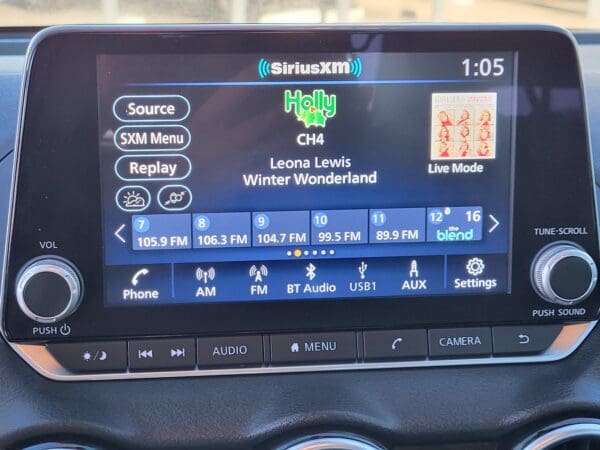 SiriusXM
1:05
Source
Holly
SXM Menu
CH4
Replay
Leona Lewis
Winter Wonderland
Live Mode
7 105.9 FM
8 106.3 FM
9 104.7 FM
10 99.5 FM
11 89.9 FM
12 16 the blend
Phone
AM
FM
BT Audio
USB1
AUX
Settings
VOL
PUSH
TUNE-SCROLL
PUSH SOUND
AUDIO
MENU
CAMERA